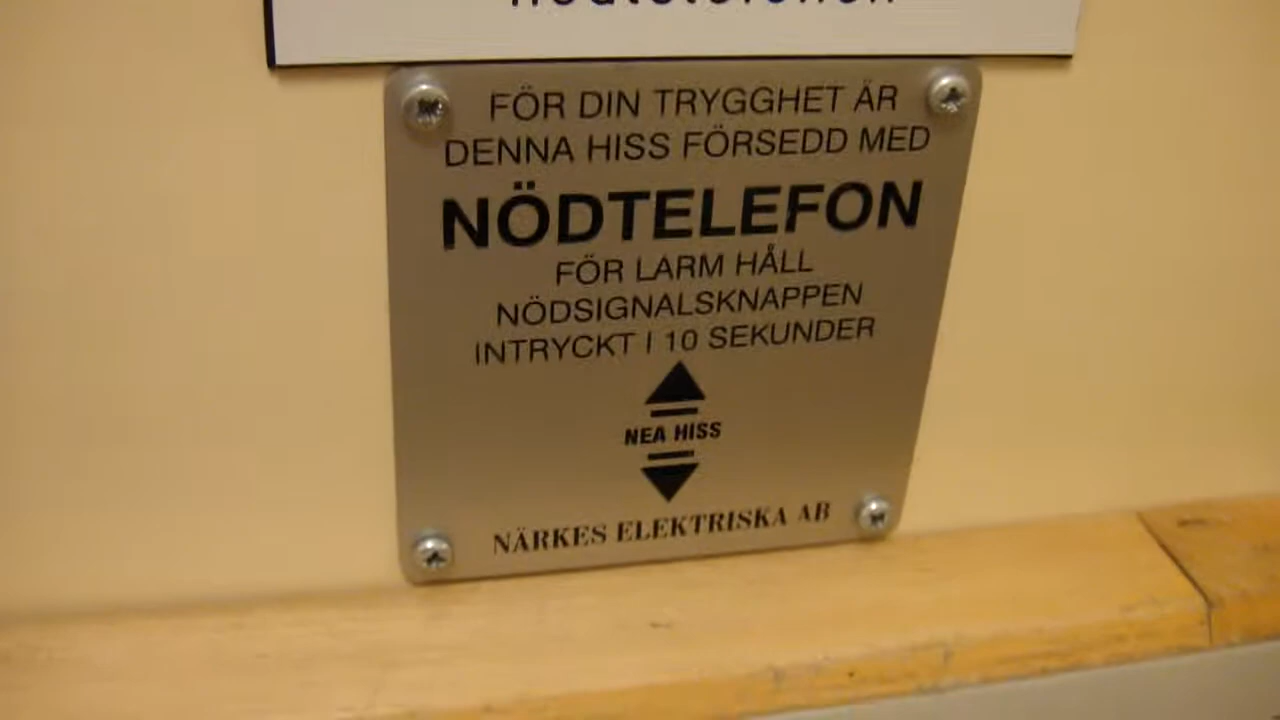 nödtelefonen
FÖR DIN TRYGGHET ÄR
DENNA HISS FÖRSEDD MED
NÖDTELEFON
FÖR LARM HÅLL
NÖDSIGNALSKNAPPEN
INTRYCKT I 10 SEKUNDER
NEA HISS
NÄRKES ELEKTRISKA AB